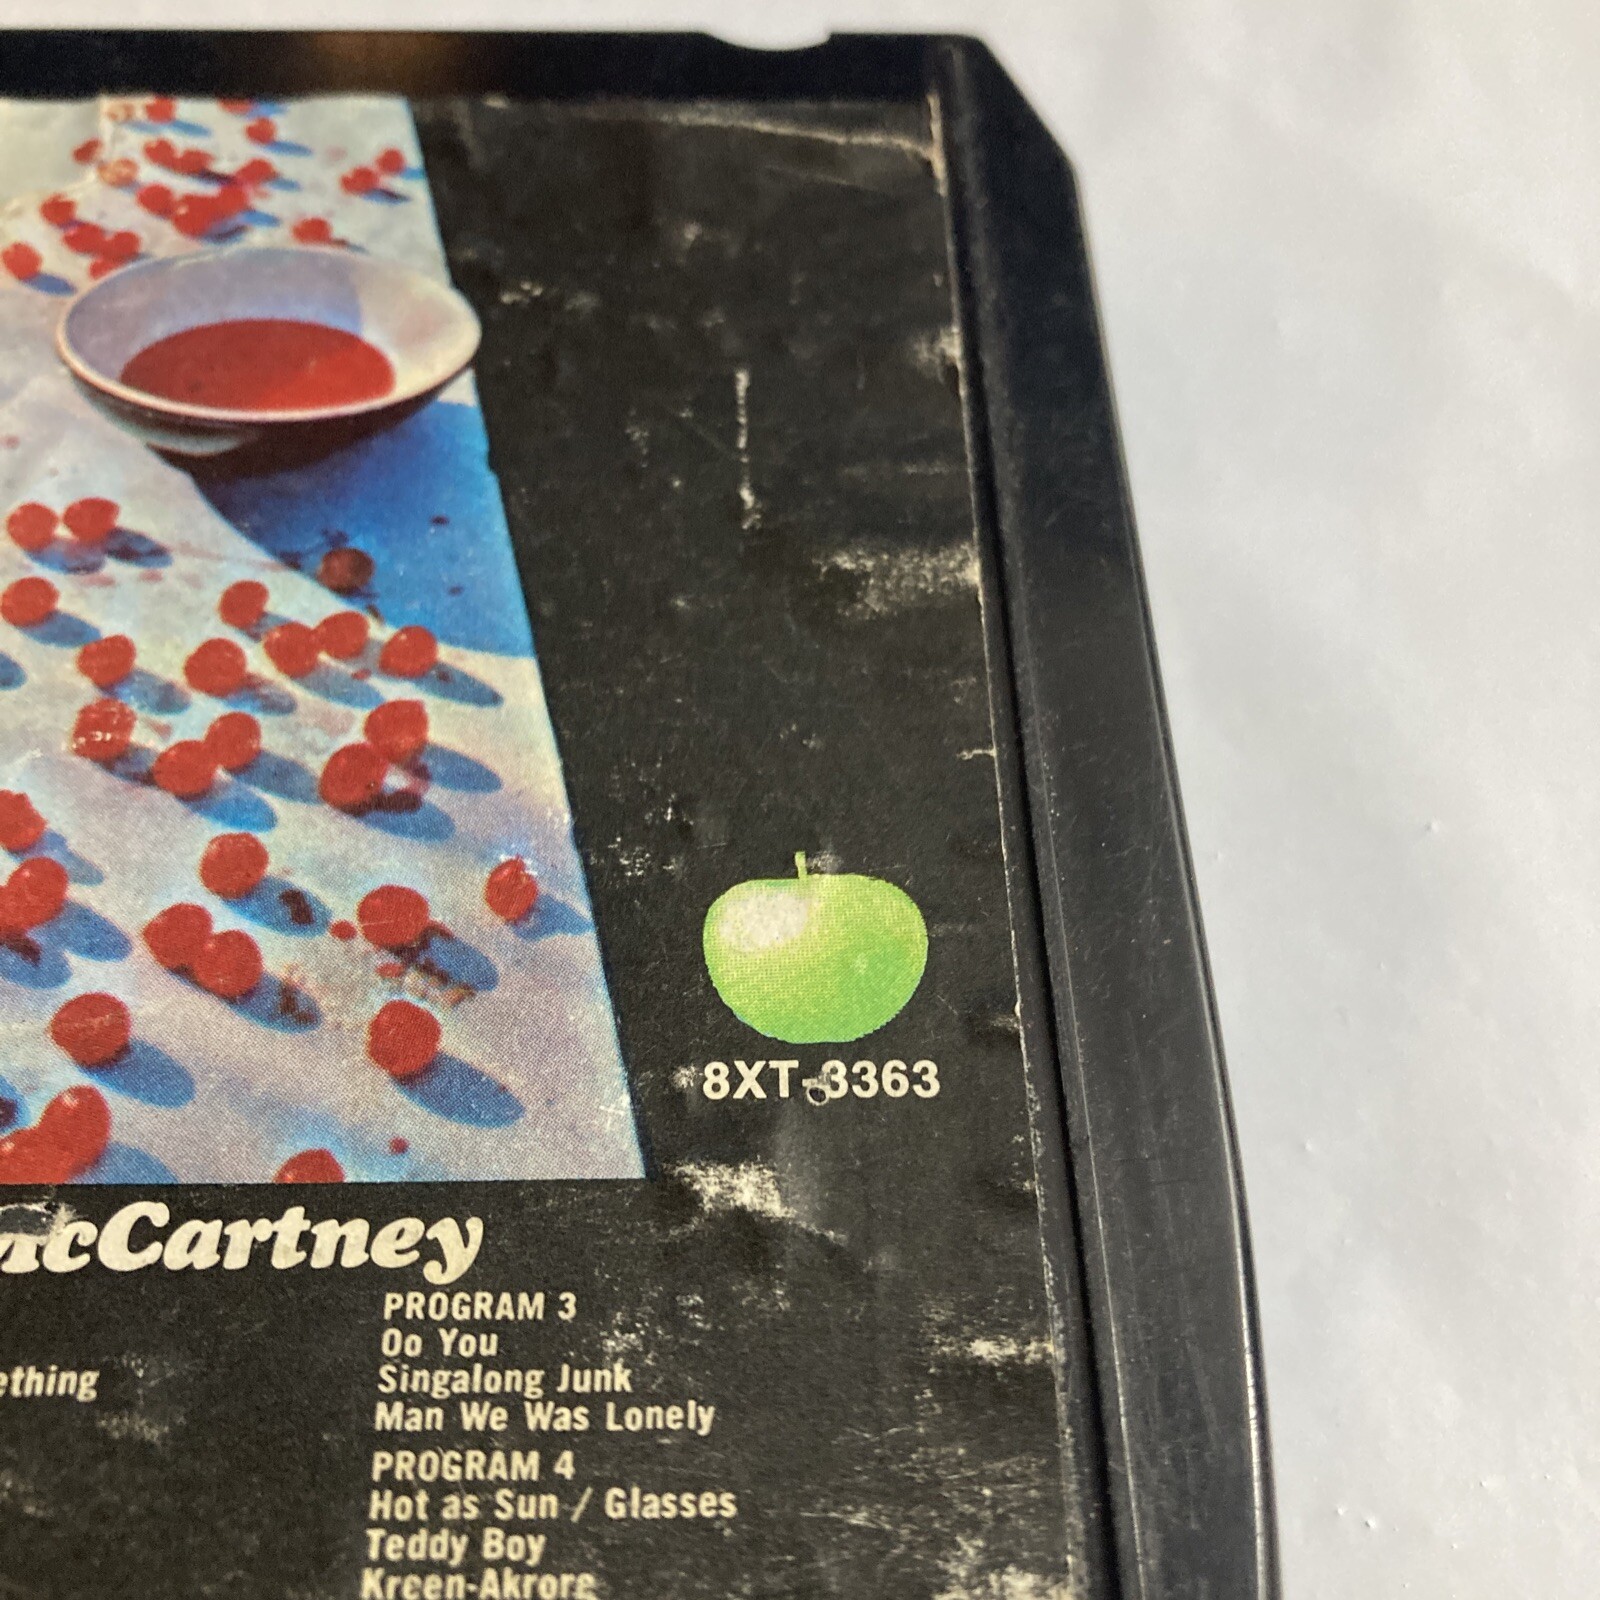 8XT-3363
McCartney
ething
PROGRAM 3
Oo You
Singalong Junk
Man We Was Lonely
PROGRAM 4
Hot as Sun / Glasses
Teddy Boy
Kreen-Akrore